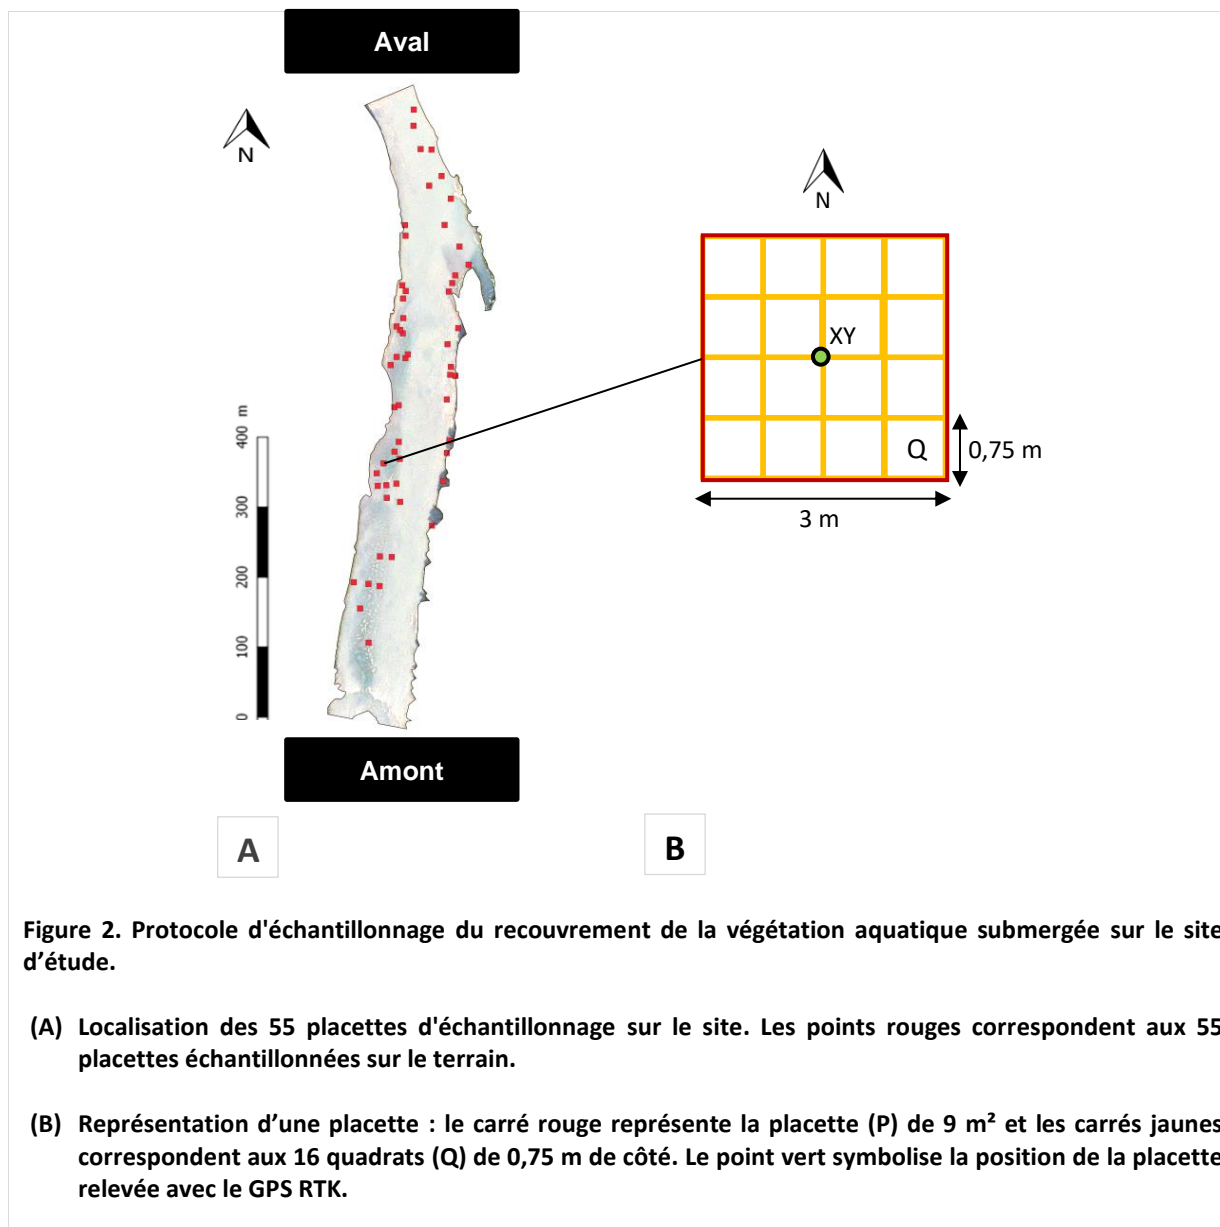 Aval
N
N
XY
400 m
300
200
100
0
Q
0,75 m
3 m
Amont
A
B
Figure 2. Protocole d'échantillonnage du recouvrement de la végétation aquatique submergée sur le site
d’étude.
(A) Localisation des 55 placettes d'échantillonnage sur le site. Les points rouges correspondent aux 55
placettes échantillonnées sur le terrain.
(B) Représentation d’une placette : le carré rouge représente la placette (P) de 9 m² et les carrés jaunes
correspondent aux 16 quadrats (Q) de 0,75 m de côté. Le point vert symbolise la position de la placette
relevée avec le GPS RTK.